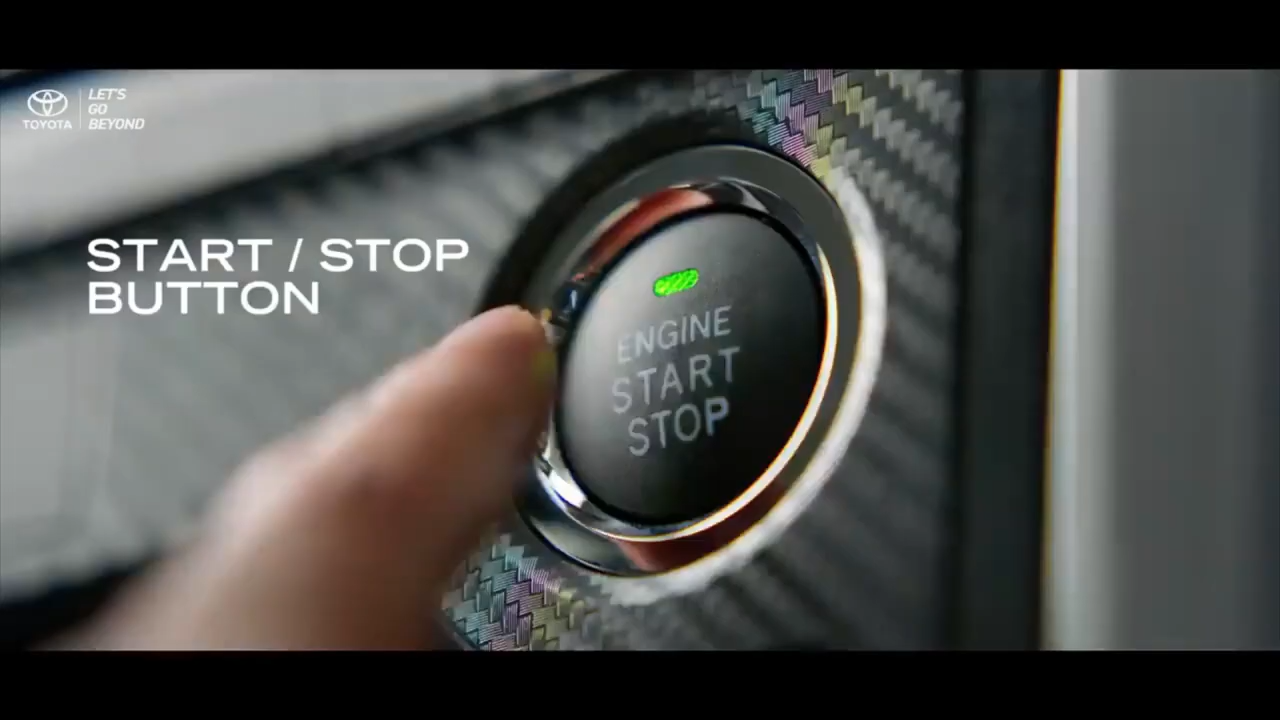 TOYOTA
LET'S
GO
BEYOND
START / STOP
BUTTON
ENGINE
START
STOP